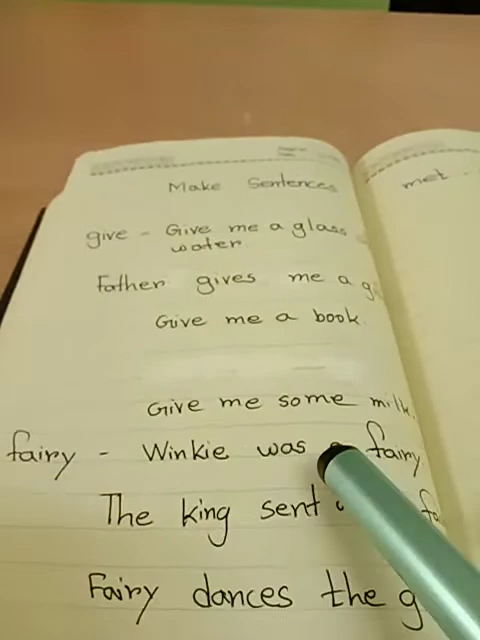 Make Sentences
met -
give - Give me a glass
water
Father gives me a
Give me a book
Give me some milk.
fairy - Winkie was fairy
The king sent
Fairy dances the